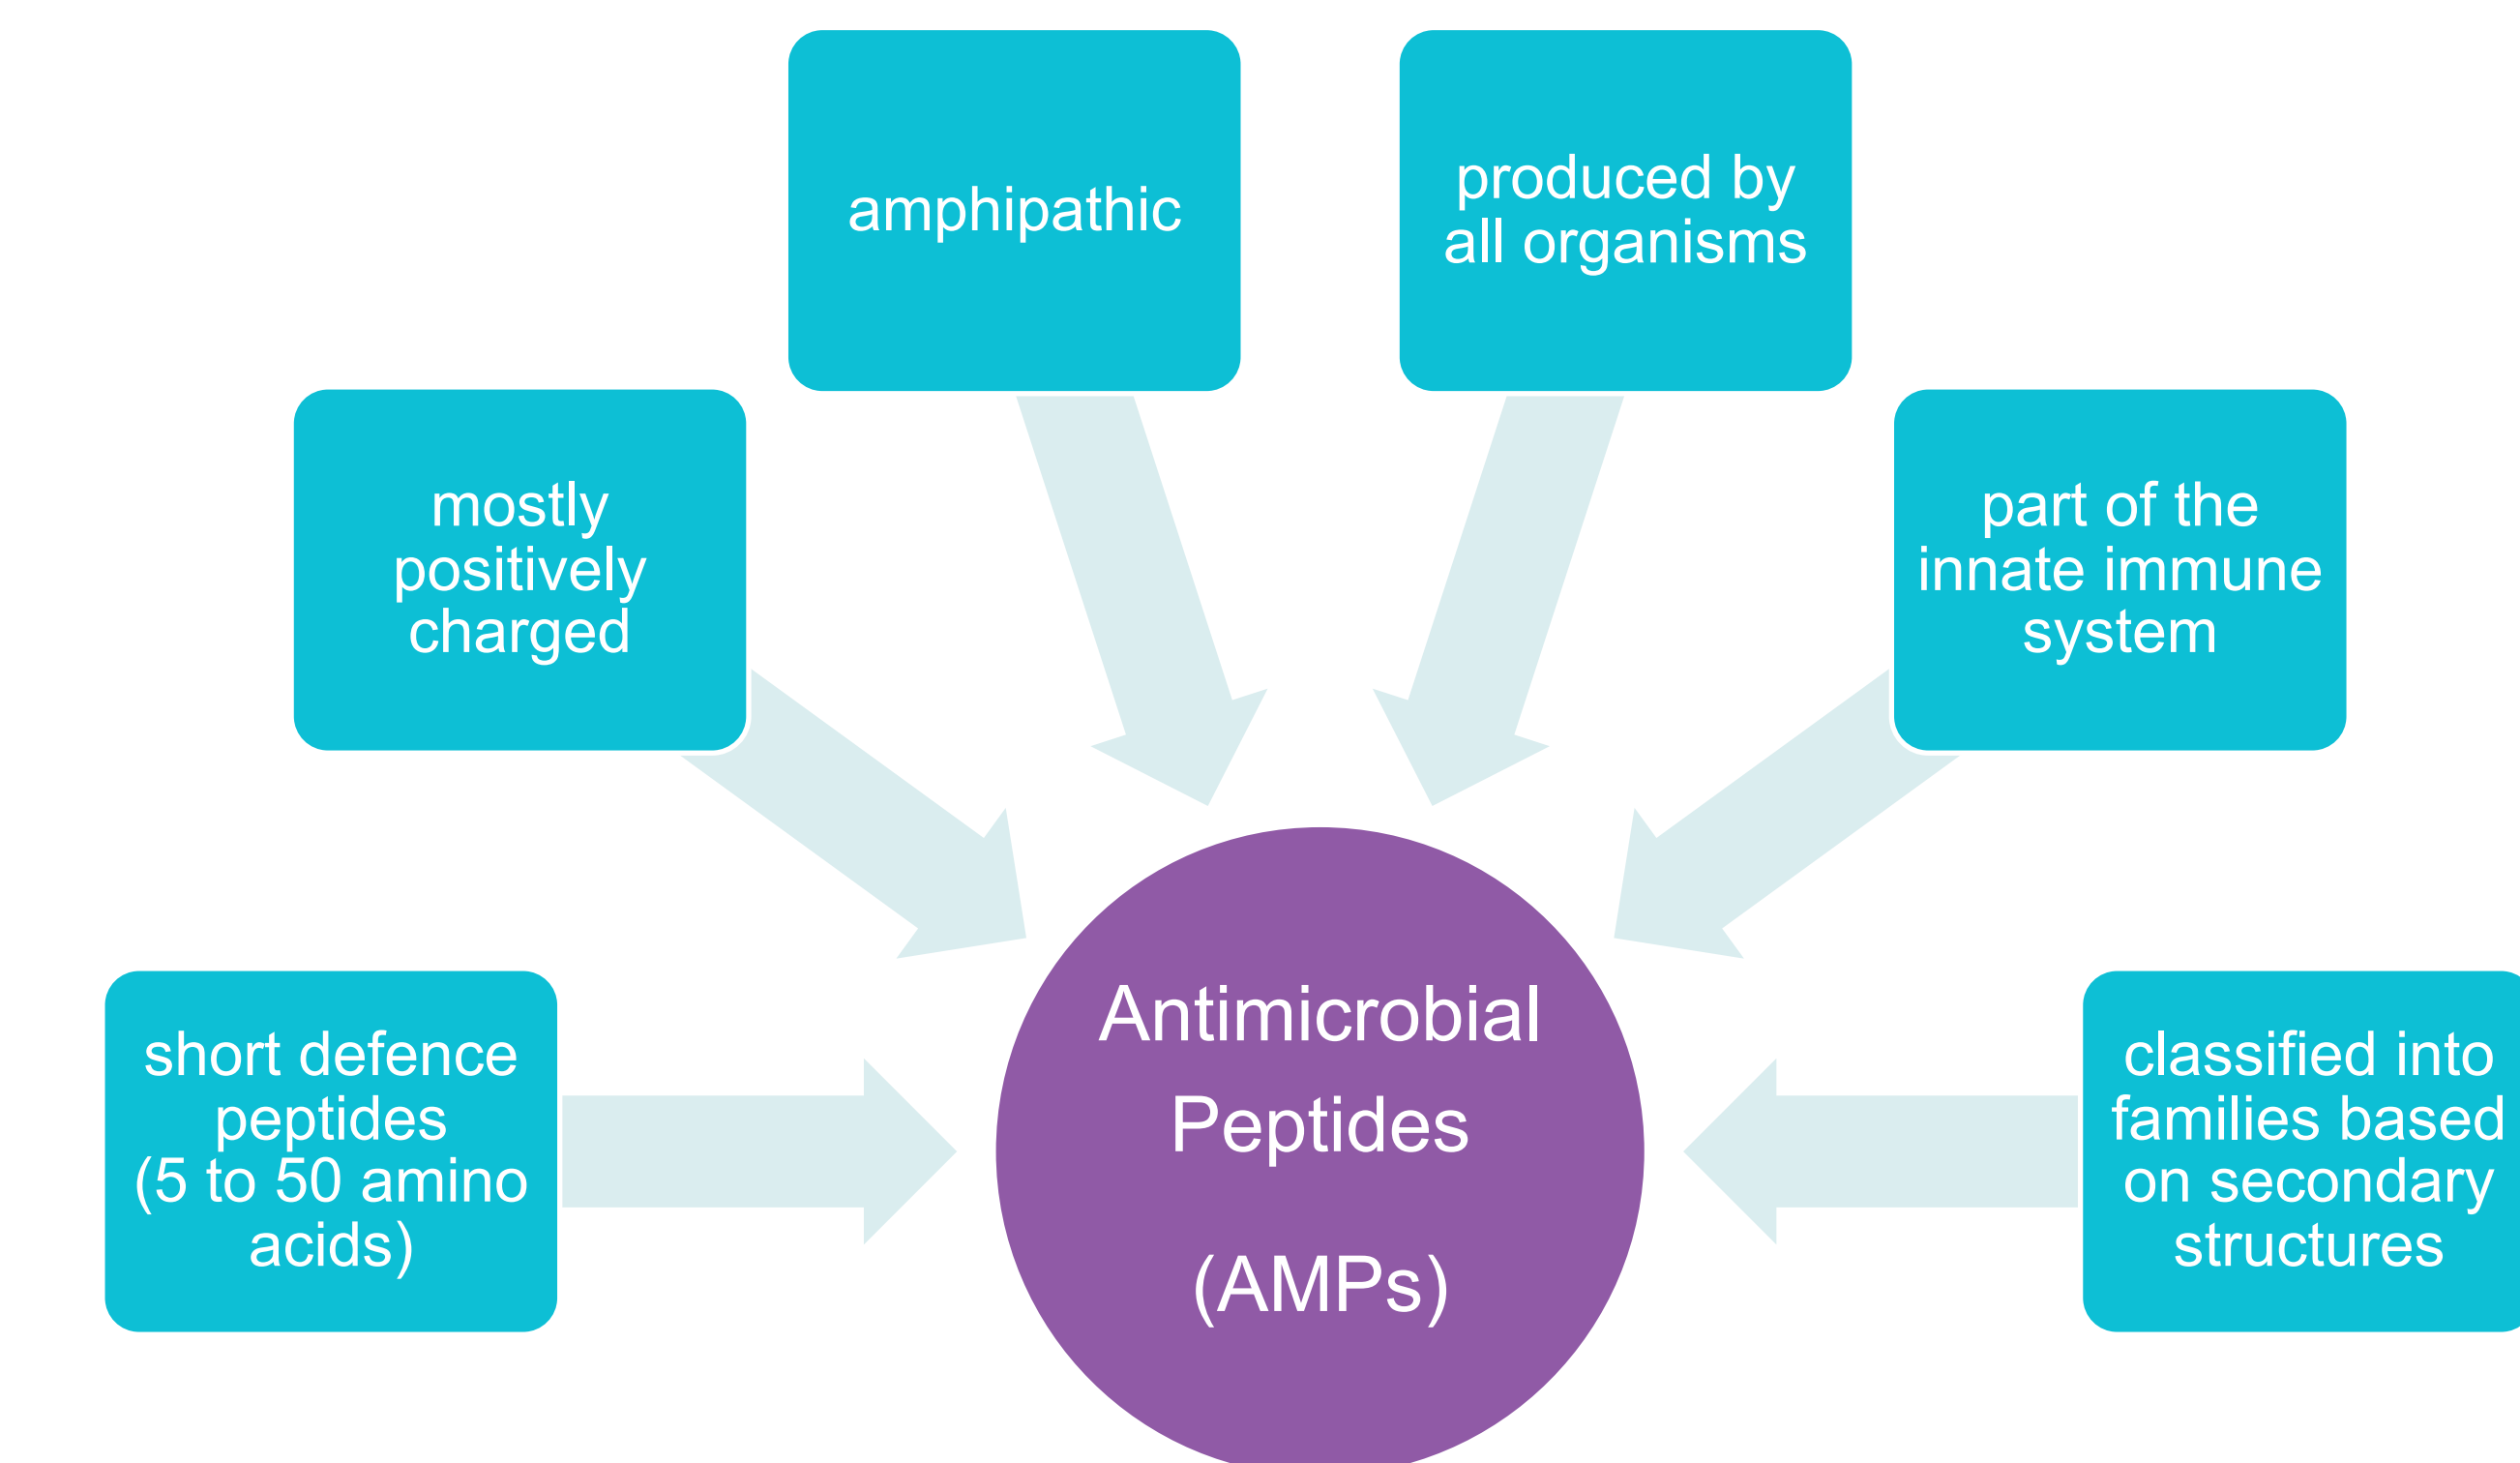 amphipathic
produced by
all organisms
mostly
positively
charged
part of the
innate immune
system
short defence
peptides
(5 to 50 amino
acids)
Antimicrobial
Peptides
(AMPs)
classified into
families based
on secondary
structures